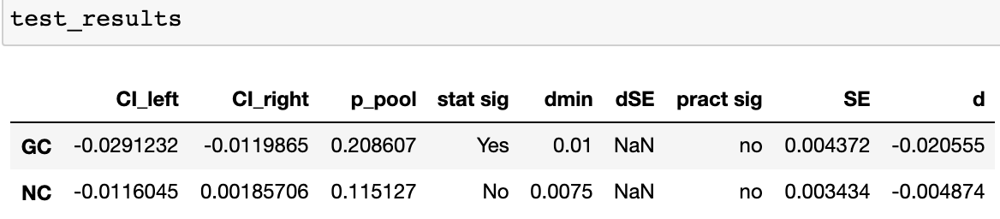 test_results
CI_left CI_right p_pool stat sig dmin dSE pract sig SE d
GC -0.0291232 -0.0119865 0.208607 Yes 0.01 NaN no 0.004372 -0.020555
NC -0.0116045 0.00185706 0.115127 No 0.0075 NaN no 0.003434 -0.004874